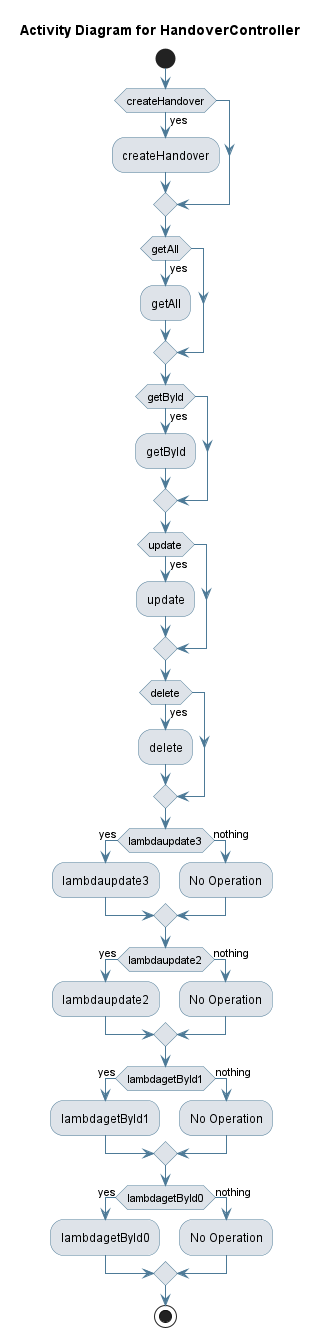 Activity Diagram for HandoverController
createHandover
yes
createHandover
getAll
yes
getAll
getById
yes
getById
update
yes
update
delete
yes
delete
yes
lambdaupdate3
nothing
lambdaupdate3
No Operation
yes
lambdaupdate2
nothing
lambdaupdate2
No Operation
yes
lambdagetById1
nothing
lambdagetById1
No Operation
yes
lambdagetById0
nothing
lambdagetById0
No Operation